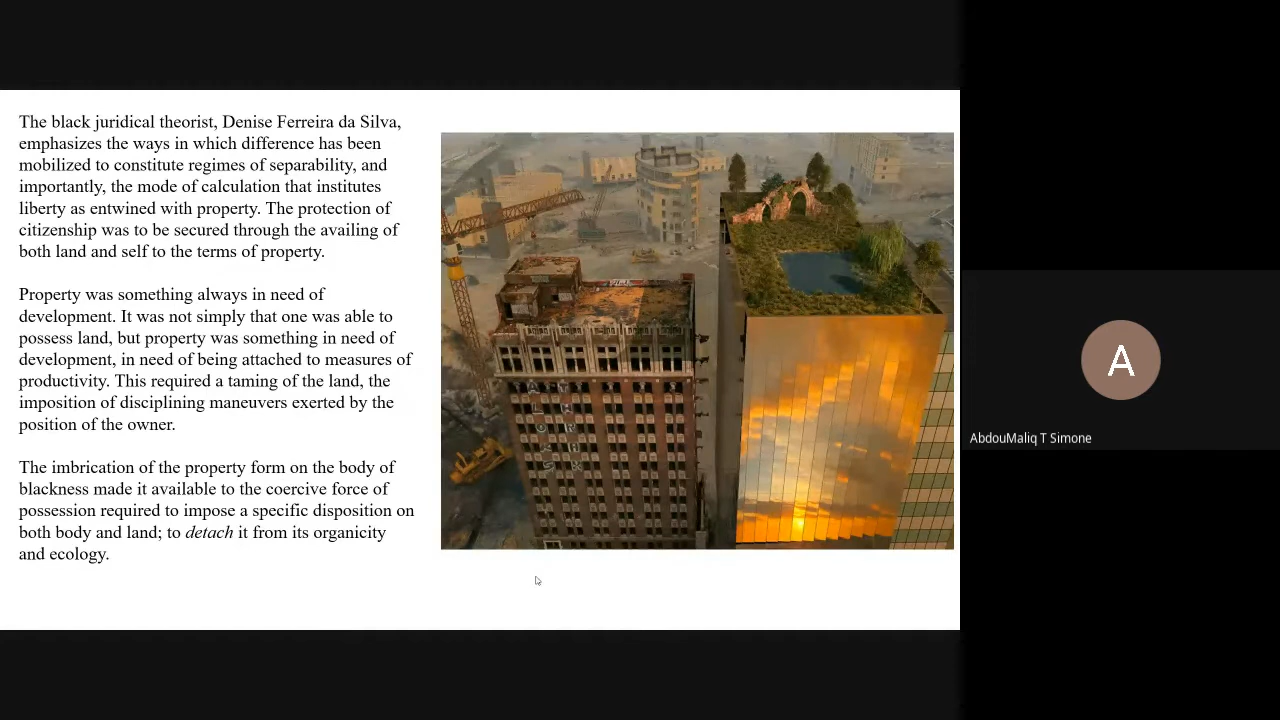 The black juridical theorist, Denise Ferreira da Silva,
emphasizes the ways in which difference has been
mobilized to constitute regimes of separability, and
importantly, the mode of calculation that institutes
liberty as entwined with property. The protection of
citizenship was to be secured through the availing of
both land and self to the terms of property.
Property was something always in need of
development. It was not simply that one was able to
possess land, but property was something in need of
development, in need of being attached to measures of
productivity. This required a taming of the land, the
imposition of disciplining maneuvers exerted by the
position of the owner.
The imbrication of the property form on the body of
blackness made it available to the coercive force of
possession required to impose a specific disposition on
both body and land; to detach it from its organicity
and ecology.
A
AbdouMaliq T Simone